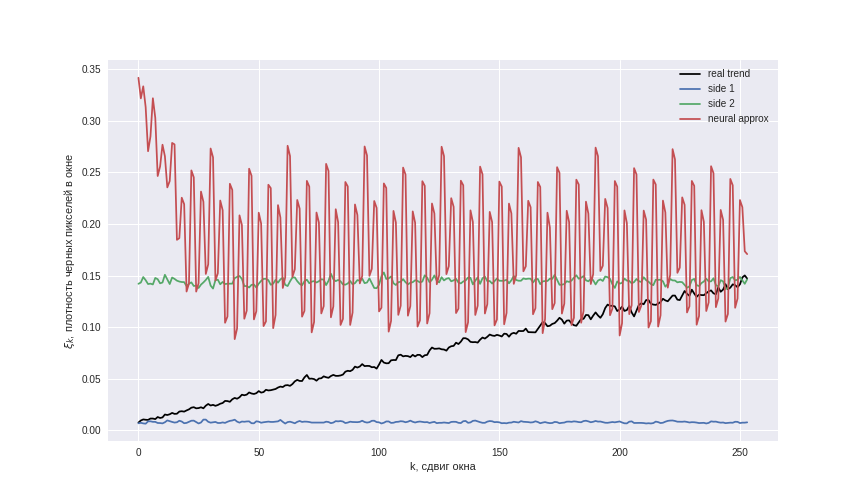 real trend
side 1
side 2
neural approx
0.35
0.30
0.25
0.20
0.15
0.10
0.05
0.00
ξk, плотность черных пикселей в окне
0 50 100 150 200 250
k, сдвиг окна